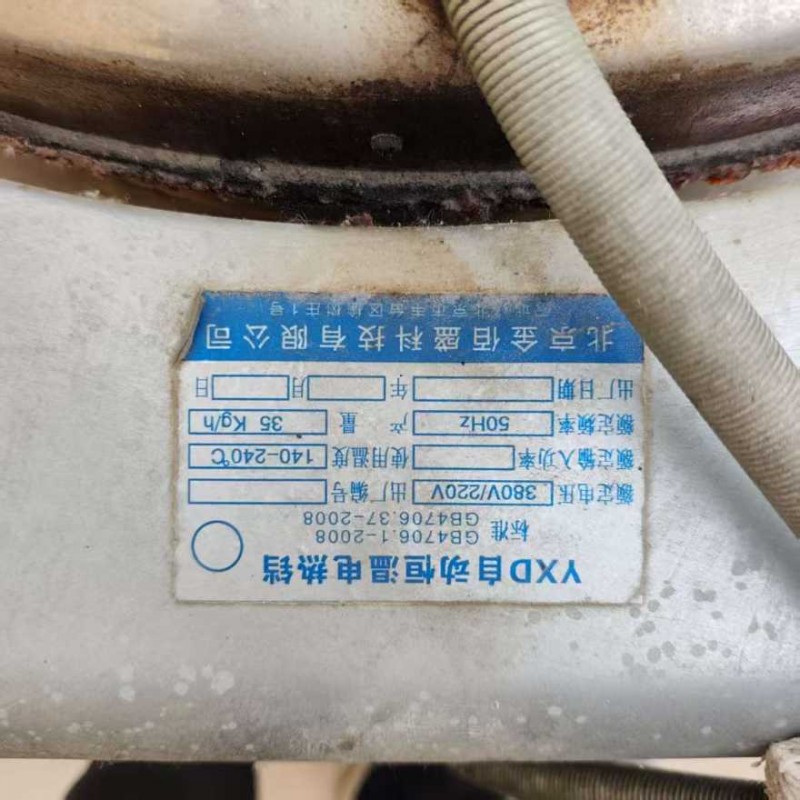 YXD自动恒温电热铛
标准 GB4706.1-2008
GB4706.37-2008
额定电压 380V/220V 出厂编号
额定输入功率 使用温度 140-240℃
额定频率 50Hz 产 量 35 Kg/h
出厂日期 年 月 日
北京金佰盛科技有限公司